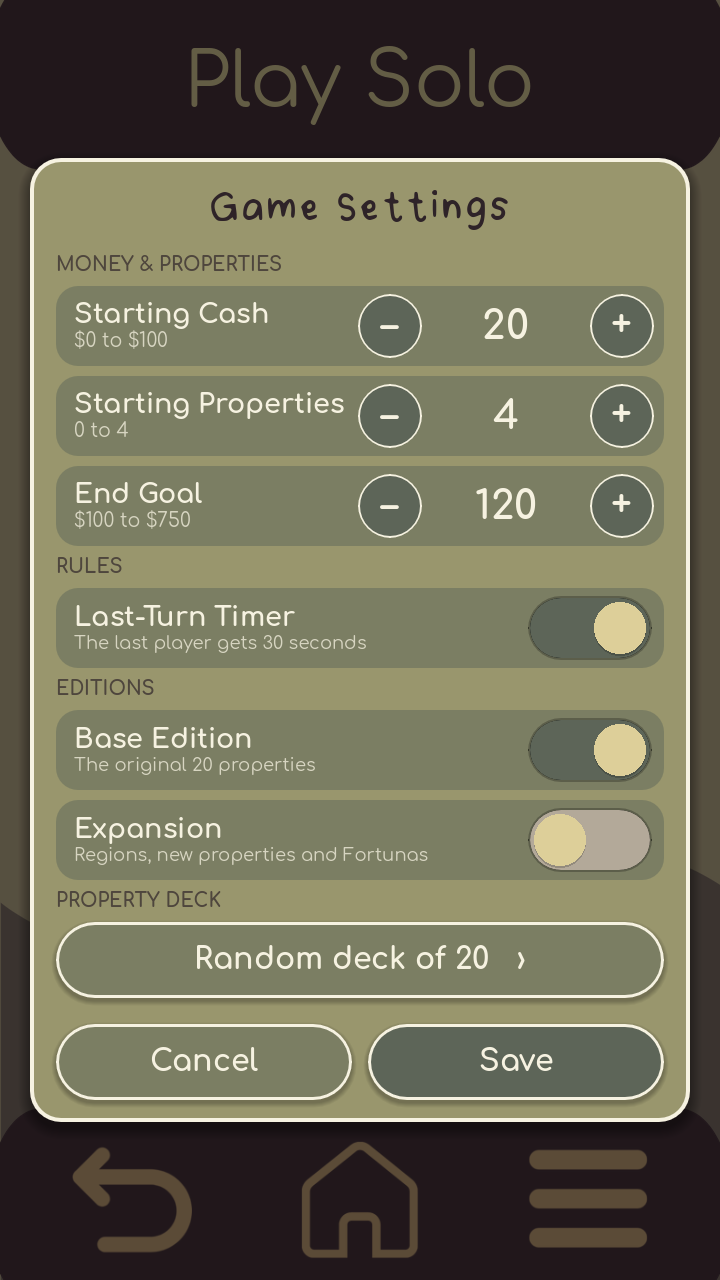 Play Solo
Game Settings
MONEY & PROPERTIES
Starting Cash
$0 to $100
– 20 +
Starting Properties
0 to 4
– 4 +
End Goal
$100 to $750
– 120 +
RULES
Last-Turn Timer
The last player gets 30 seconds
EDITIONS
Base Edition
The original 20 properties
Expansion
Regions, new properties and Fortunas
PROPERTY DECK
Random deck of 20 ›
Cancel
Save